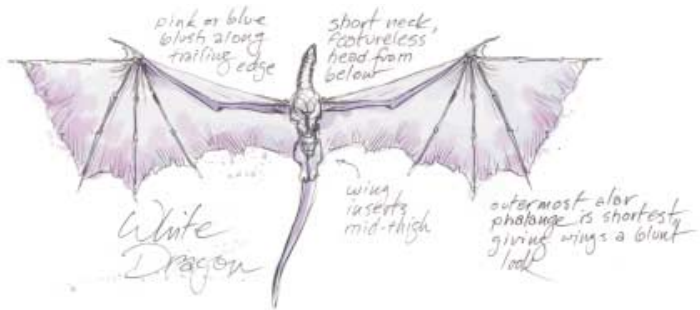 pink or blue
blush along
trailing edge
short neck,
featureless
head from
below
wing
inserts
mid-thigh
outermost alar
phalange is shortest,
giving wings a blunt
look
White
Dragon